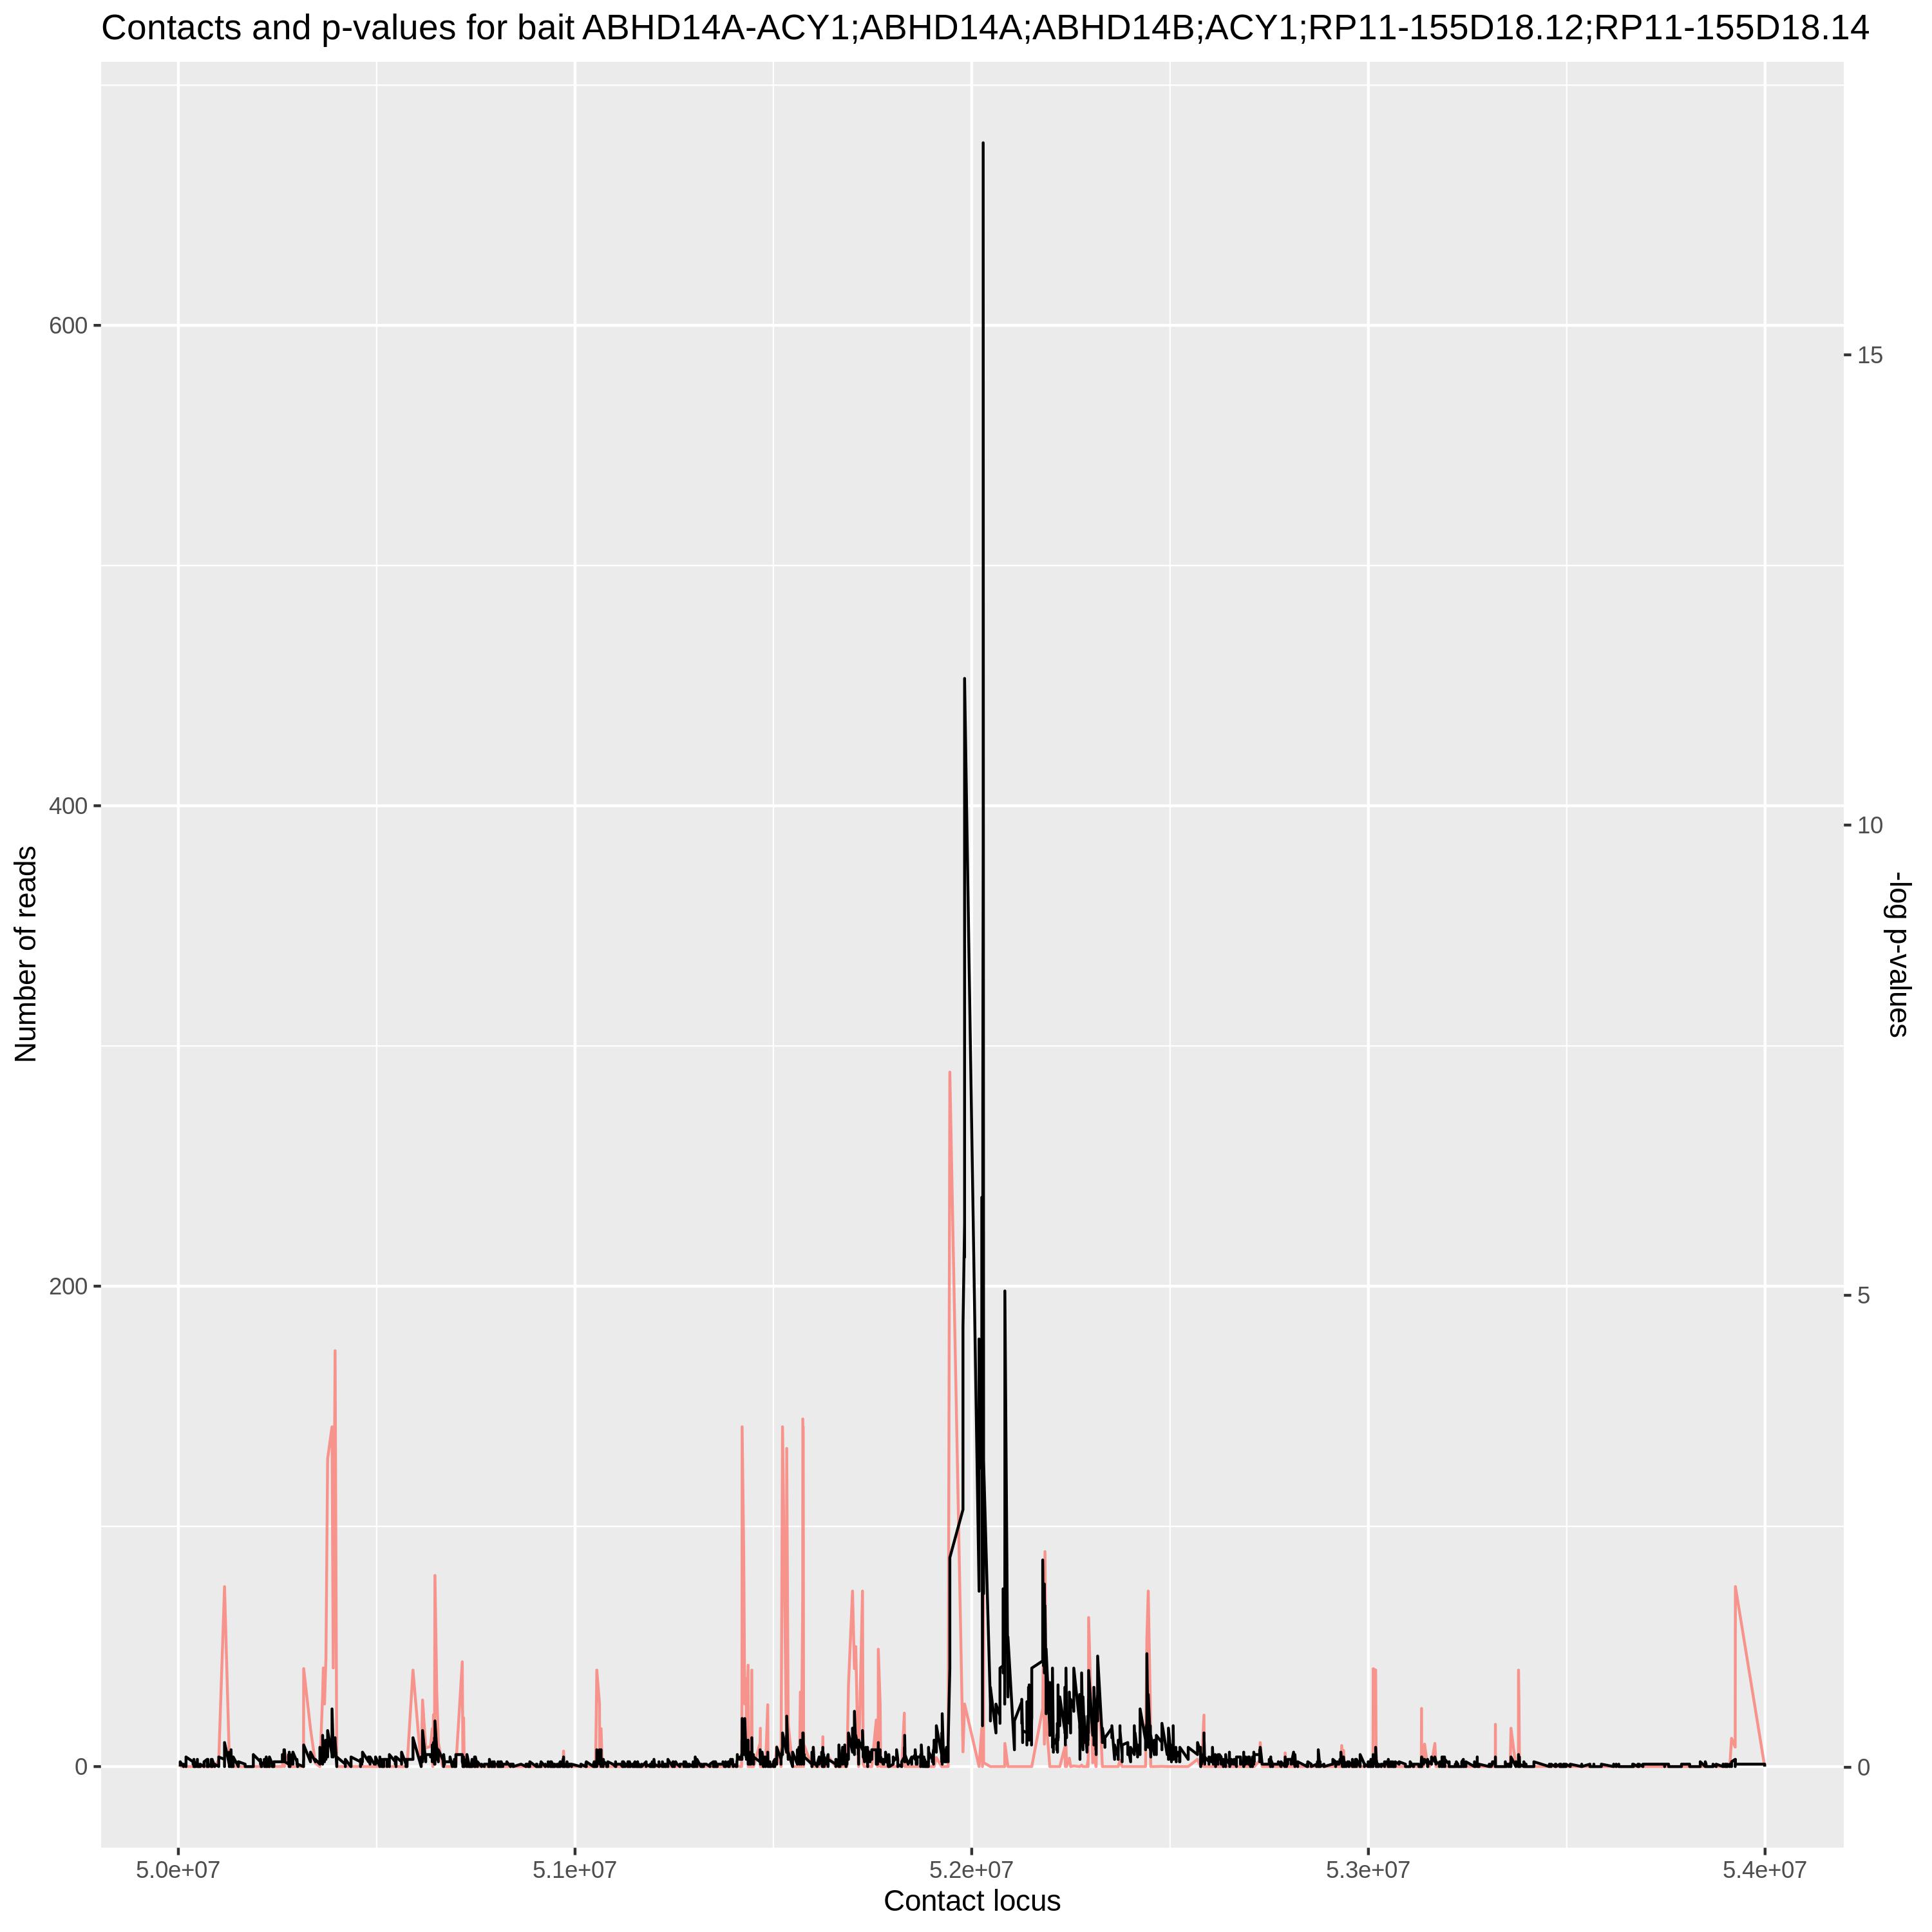 Contacts and p-values for bait ABHD14A-ACY1;ABHD14A;ABHD14B;ACY1;RP11-155D18.12;RP11-155D18.14
600
400
200
0
Number of reads
15
10
5
0
-log p-values
5.0e+07
5.1e+07
5.2e+07
5.3e+07
5.4e+07
Contact locus